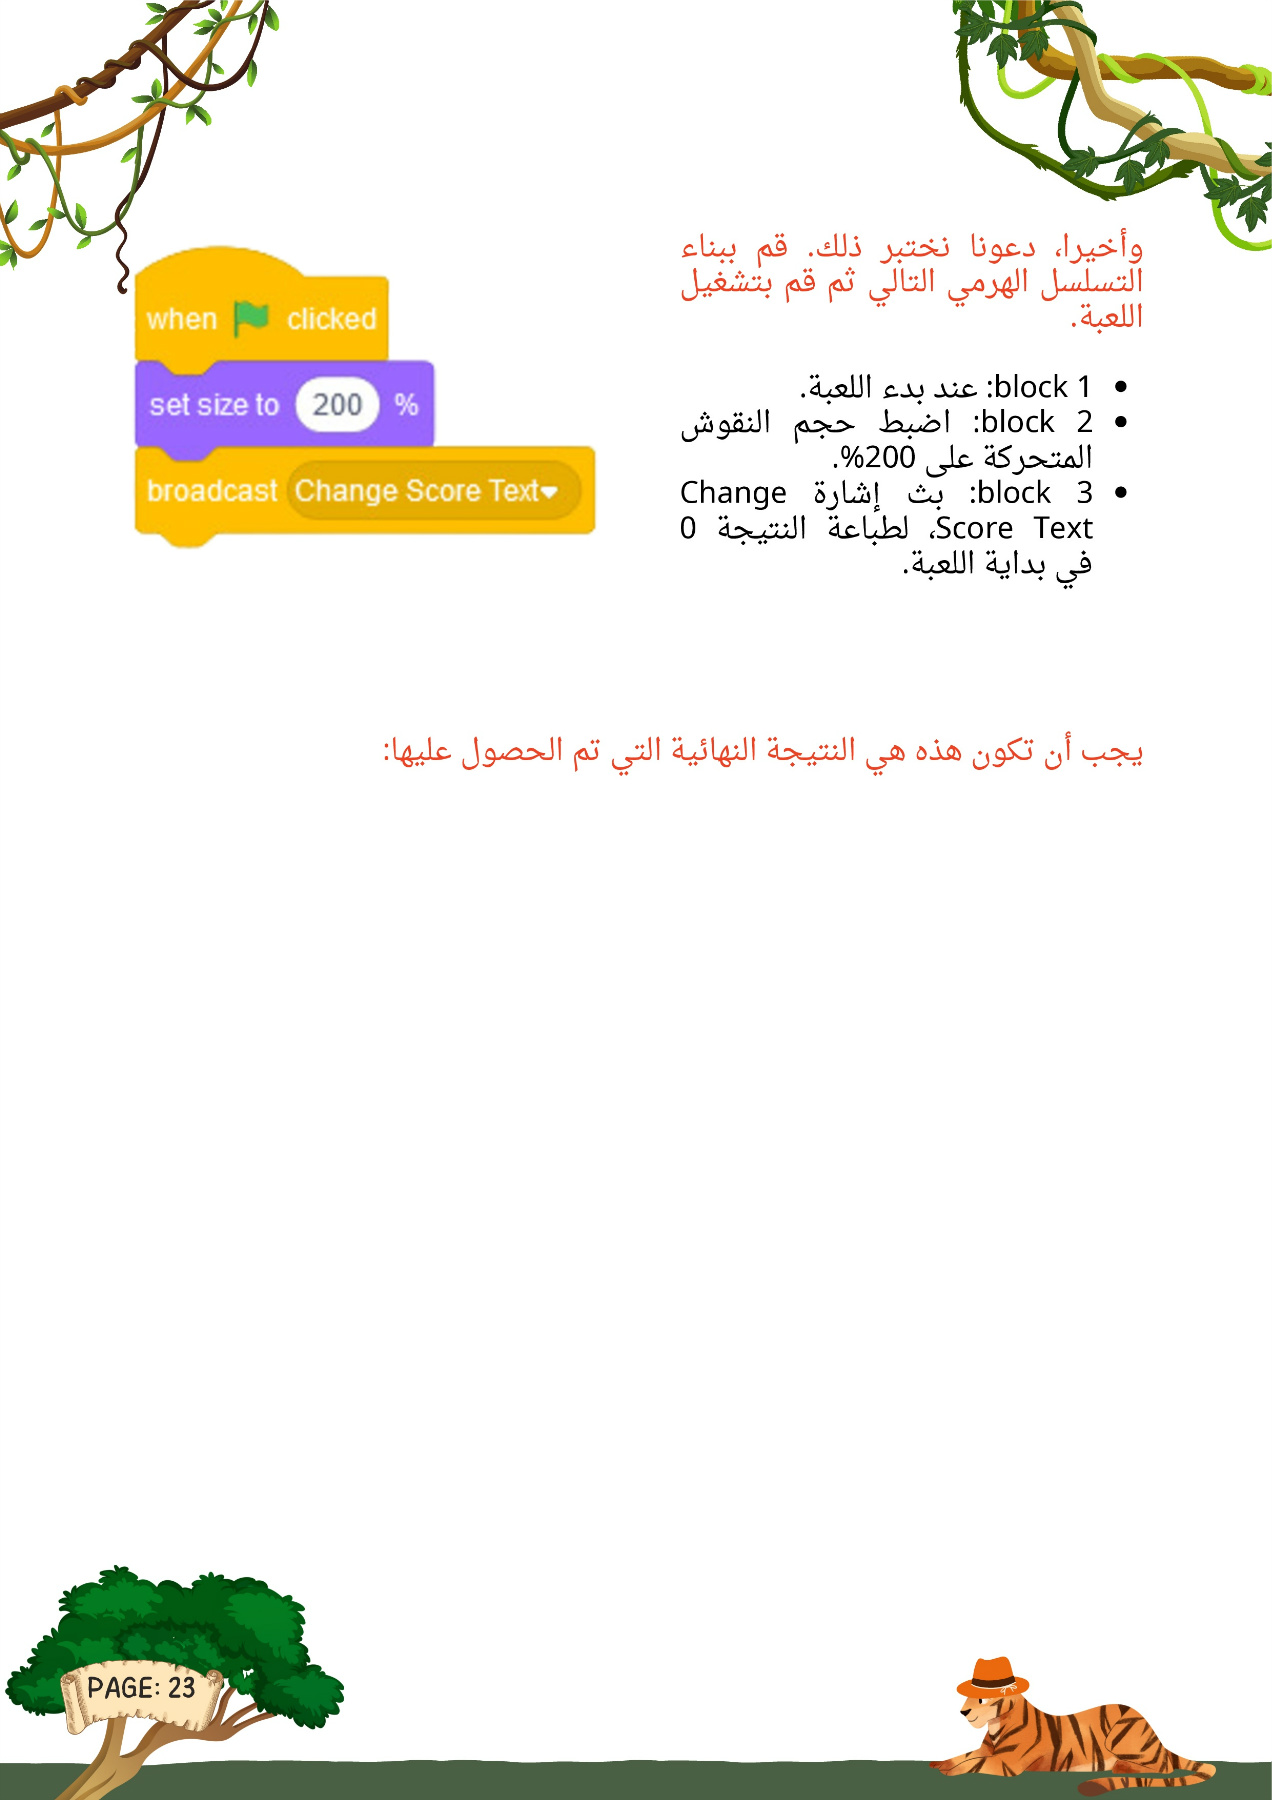 وأخيرا، دعونا نختبر ذلك. قم ببناء
التسلسل الهرمي التالي ثم قم بتشغيل
اللعبة.
block 1: عند بدء اللعبة.
block 2: اضبط حجم النقوش
المتحركة على 200%.
block 3: بث إشارة Change
Score Text، لطباعة النتيجة 0
في بداية اللعبة.
when clicked
set size to 200 %
broadcast Change Score Text
يجب أن تكون هذه هي النتيجة النهائية التي تم الحصول عليها:
PAGE: 23